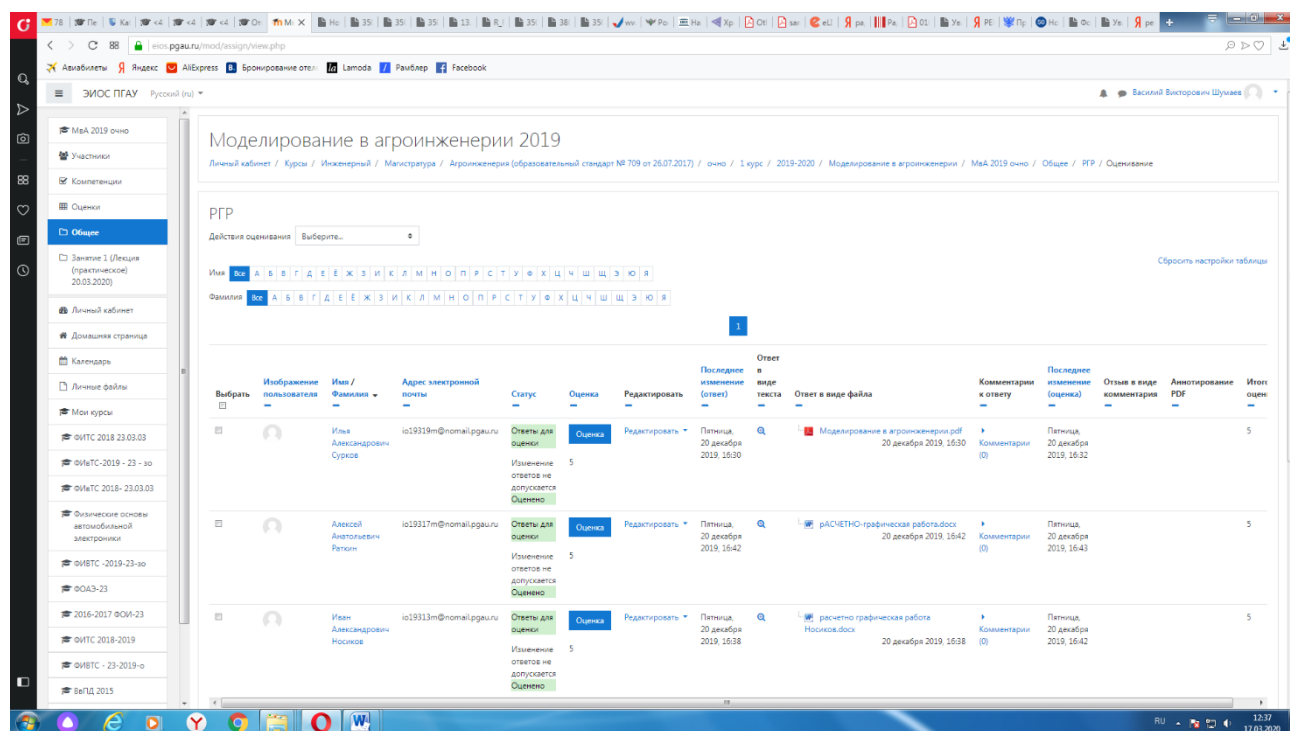 eios.pgau.ru/mod/assign/view.php
Авиабилеты Яндекс AliExpress Бронирование отел Lamoda Рамблер Facebook
ЭИОС ПГАУ Русский (ru)
Василий Викторович Шумаев
МвА 2019 очно
Участники
Компетенции
Оценки
Общее
Занятие 1 (Лекция
(практическое)
20.03.2020)
Личный кабинет
Домашняя страница
Календарь
Личные файлы
Мои курсы
ФИТС 2018 23.03.03
ФИвТС-2019 - 23 - зо
ФИвТС 2018- 23.03.03
Физические основы
автомобильной
электроники
ФИВТС -2019-23-зо
ФОАЭ-23
2016-2017 ФОИ-23
ФИТС 2018-2019
ФИВТС - 23-2019-о
ВвПД 2015
Моделирование в агроинженерии 2019
Личный кабинет / Курсы / Инженерный / Магистратура / Агроинженерия (образовательный стандарт № 709 от 26.07.2017) / очно / 1 курс / 2019-2020 / Моделирование в агроинженерии / МвА 2019 очно / Общее / РГР / Оценивание
РГР
Действия оценивания Выберите...
Сбросить настройки таблицы
Имя Все А Б В Г Д Е Ё Ж З И К Л М Н О П Р С Т У Ф Х Ц Ч Ш Щ Э Ю Я
Фамилия Все А Б В Г Д Е Ё Ж З И К Л М Н О П Р С Т У Ф Х Ц Ч Ш Щ Э Ю Я
1
Выбрать
Изображение
пользователя
Имя /
Фамилия
Адрес электронной
почты
Статус
Оценка
Редактировать
Последнее
изменение
(ответ)
Ответ
в
виде
текста
Ответ в виде файла
Комментарии
к ответу
Последнее
изменение
(оценка)
Отзыв в виде
комментария
Аннотирование
PDF
Итого
оцен
Илья
Александрович
Сурков
io19319m@nomail.pgau.ru
Ответы для
оценки
Изменение
ответов не
допускается
Оценено
Оценка
5
Редактировать
Пятница,
20 декабря
2019, 16:30
Моделирование в агроинженерии.pdf
20 декабря 2019, 16:30
Комментарии
(0)
Пятница,
20 декабря
2019, 16:32
5
Алексей
Анатольевич
Раткин
io19317m@nomail.pgau.ru
Ответы для
оценки
Изменение
ответов не
допускается
Оценено
Оценка
5
Редактировать
Пятница,
20 декабря
2019, 16:42
рАСЧЕТНО-графическая работа.docx
20 декабря 2019, 16:42
Комментарии
(0)
Пятница,
20 декабря
2019, 16:43
5
Иван
Александрович
Носиков
io19313m@nomail.pgau.ru
Ответы для
оценки
Изменение
ответов не
допускается
Оценено
Оценка
5
Редактировать
Пятница,
20 декабря
2019, 16:38
расчетно графическая работа
Носиков.docx
20 декабря 2019, 16:38
Комментарии
(0)
Пятница,
20 декабря
2019, 16:42
5
RU
12:37
17.03.2020